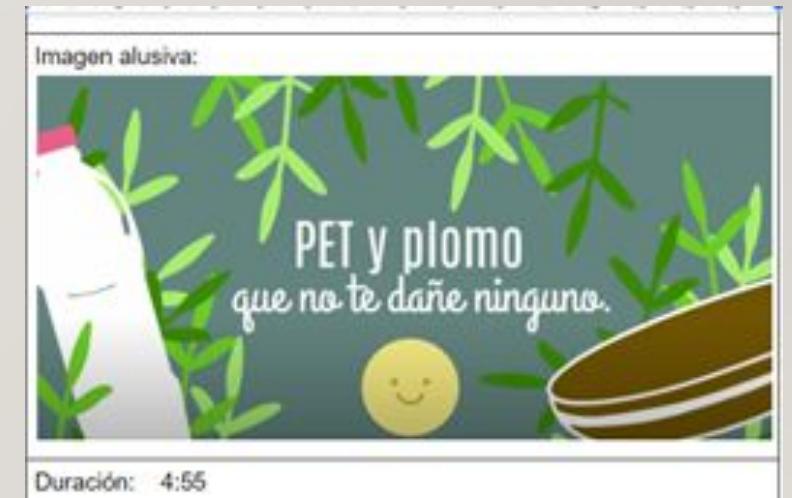 Imagen alusiva:
PET y plomo
que no te dañe ninguno.
Duración: 4:55